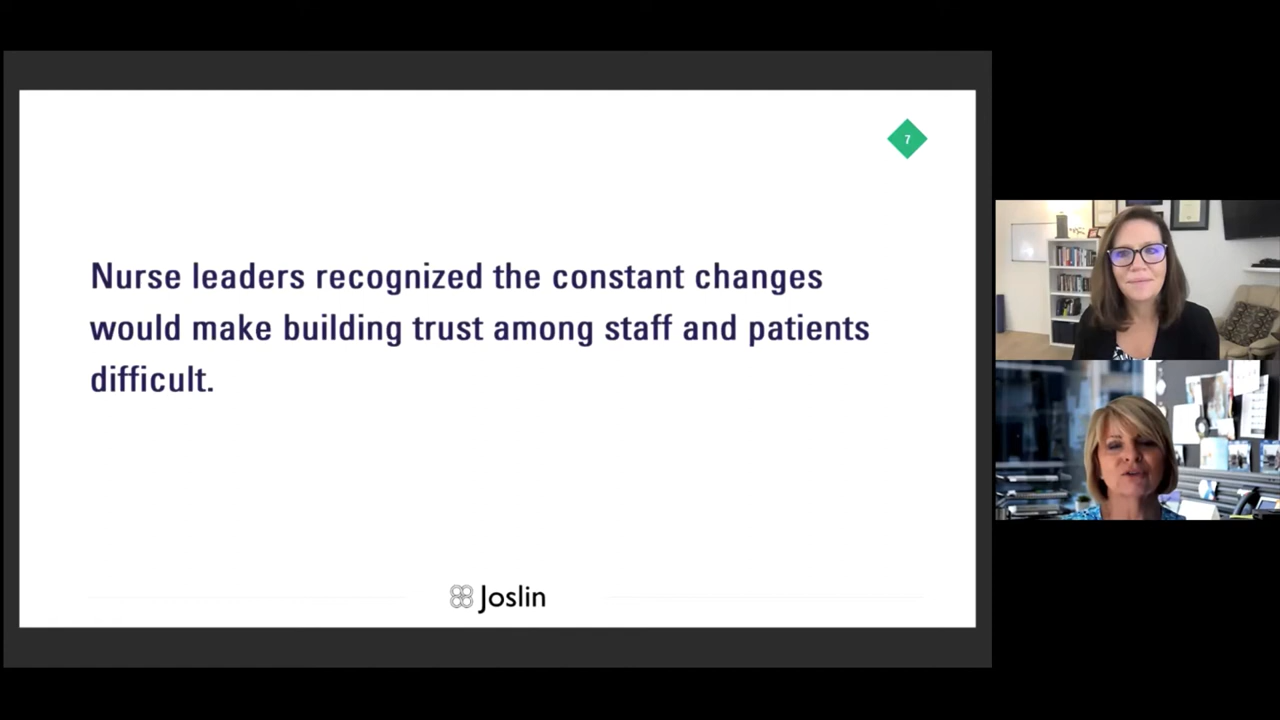 7
Nurse leaders recognized the constant changes
would make building trust among staff and patients
difficult.
Joslin